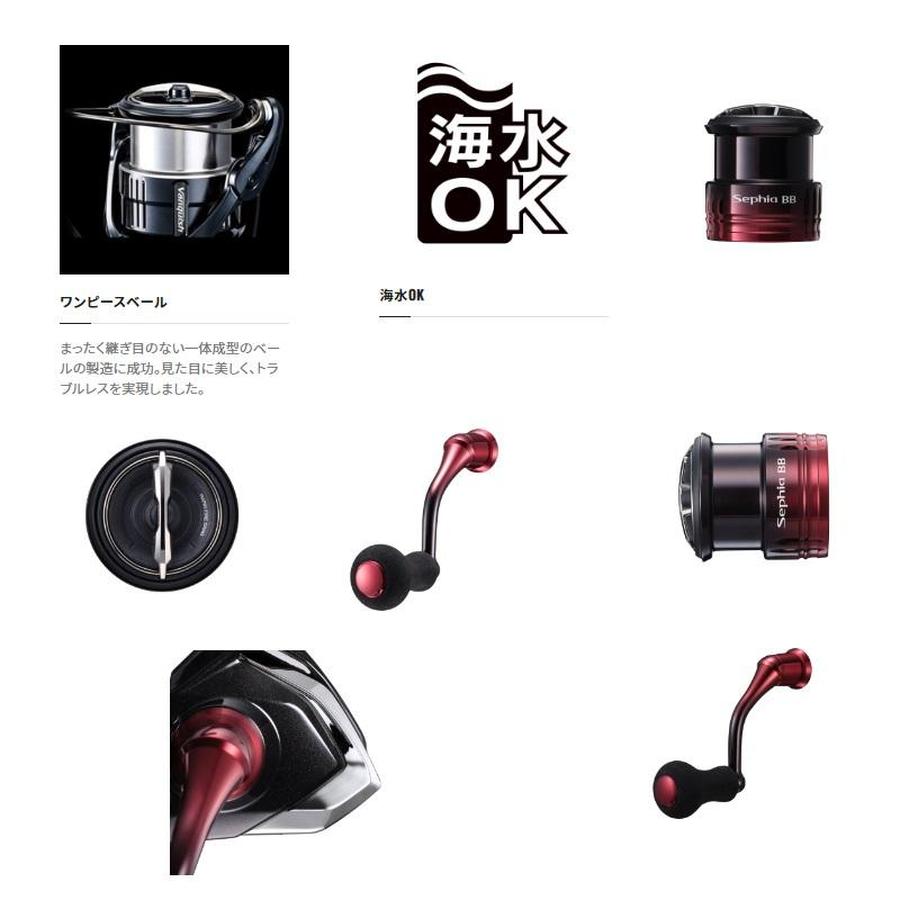 Vanquish
海水
OK
Sephia BB
ワンピースベール
海水OK
まったく継ぎ目のない一体成型のベー
ルの製造に成功。見た目に美しく、トラ
ブルレスを実現しました。
Sephia BB